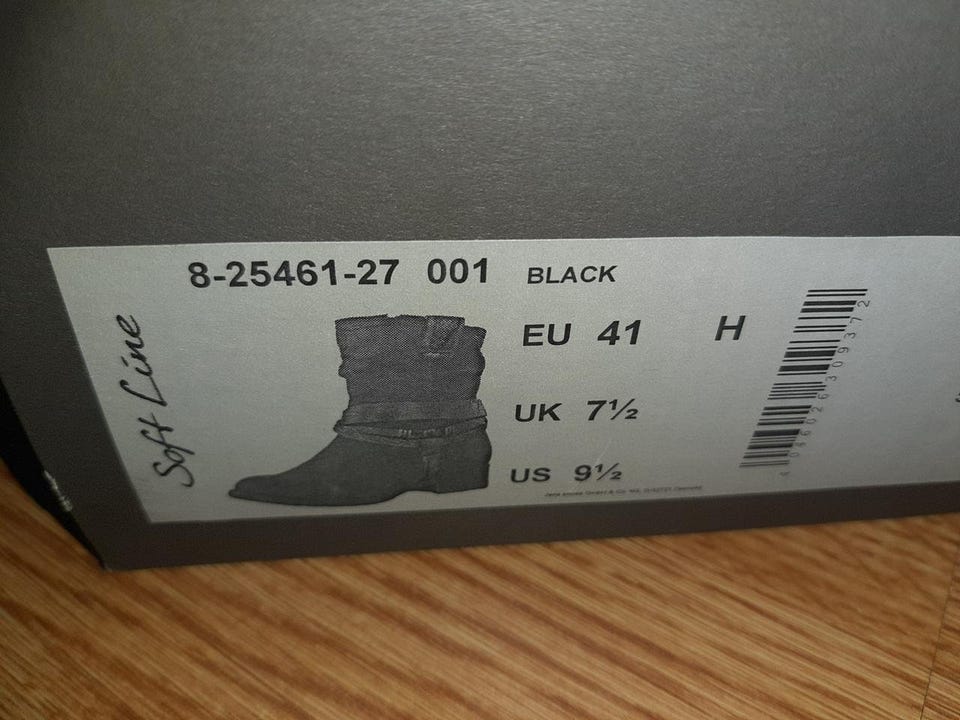 8-25461-27 001 BLACK
Soft Line
EU 41 H
UK 7½
US 9½